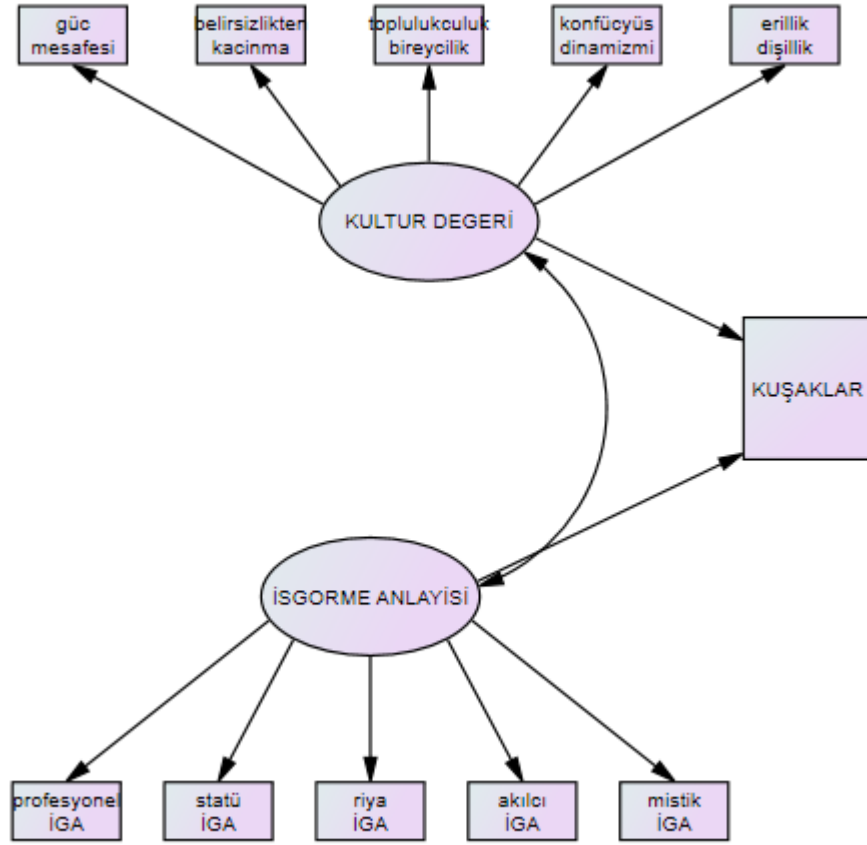 güc
mesafesi
belirsizlikten
kacinma
toplulukculuk
bireycilik
konfücyüs
dinamizmi
erillik
dişillik
KULTUR DEGERİ
KUŞAKLAR
İSGORME ANLAYİSİ
profesyonel
İGA
statü
İGA
riya
İGA
akılcı
İGA
mistik
İGA